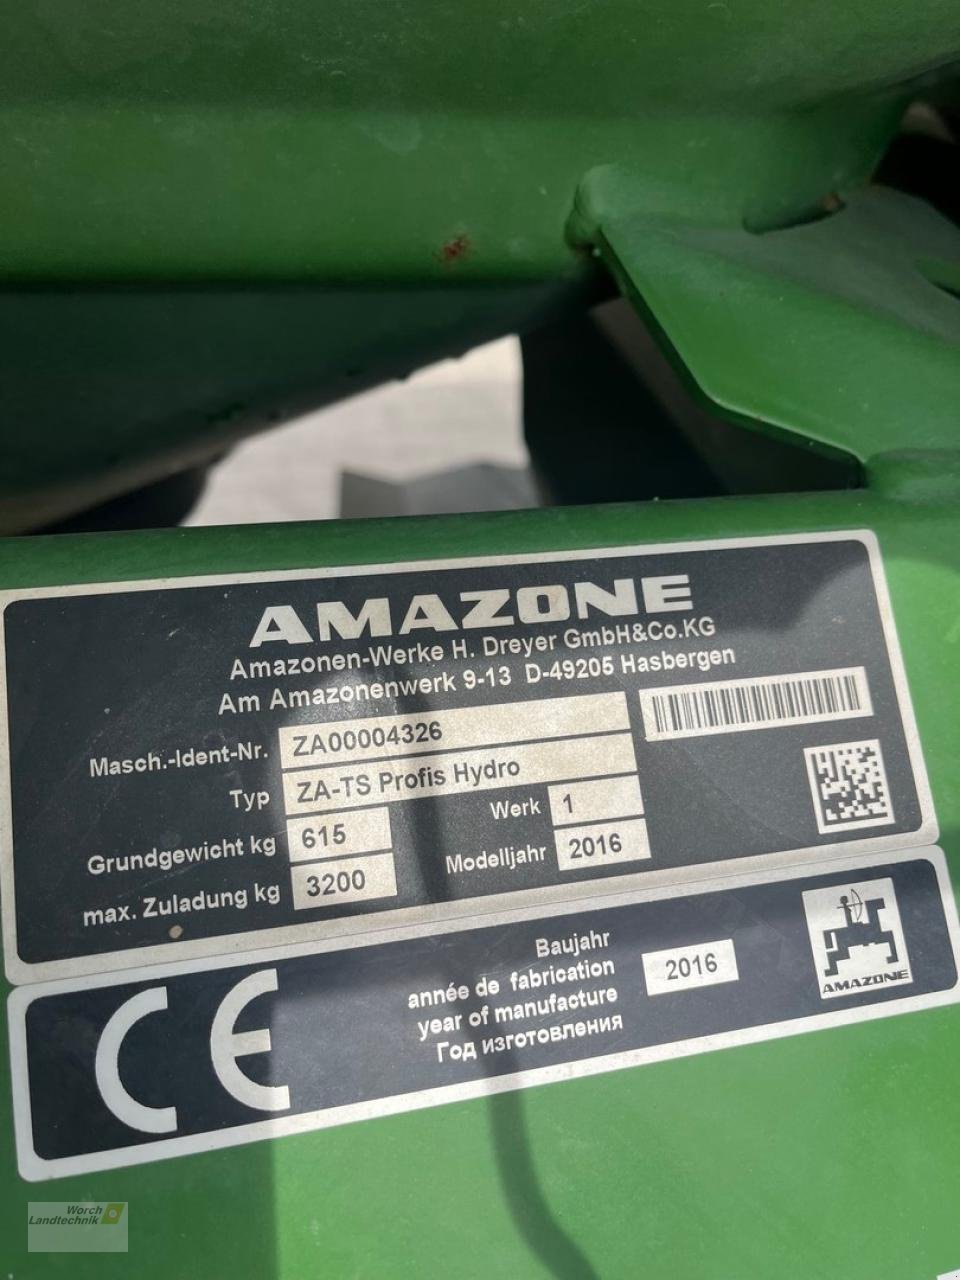 AMAZONE
Amazonen-Werke H. Dreyer GmbH&Co.KG
Am Amazonenwerk 9-13 D-49205 Hasbergen
Masch.-Ident-Nr. ZA00004326
Typ ZA-TS Profis Hydro
Grundgewicht kg 615 Werk 1
max. Zuladung kg 3200 Modelljahr 2016
CE
Baujahr
année de fabrication 2016
year of manufacture
Год изготовления
AMAZONE
Worch
Landtechnik